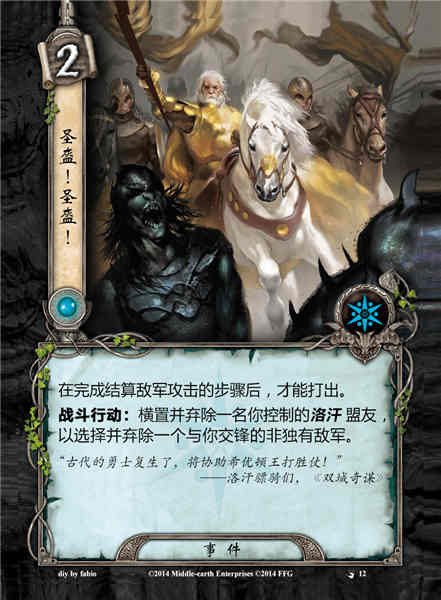 2
圣盔！圣盔！
在完成结算敌军攻击的步骤后，才能打出。
战斗行动：横置并弃除一名你控制的洛汗 盟友，
以选择并弃除一个与你交锋的非独有敌军。
“古代的勇士复生了，将协助希优顿王打胜仗！”
——洛汗骠骑们，《双城奇谋》
事件
diy by fabio ©2014 Middle-earth Enterprises ©2014 FFG 12